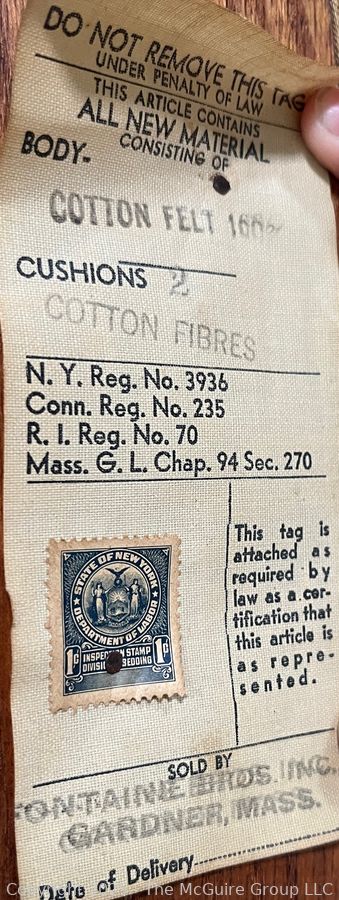 DO NOT REMOVE THIS TAG
UNDER PENALTY OF LAW
THIS ARTICLE CONTAINS
ALL NEW MATERIAL
CONSISTING OF
BODY-
COTTON FELT
CUSHIONS 2
COTTON FIBRES
N. Y. Reg. No. 3936
Conn. Reg. No. 235
R. I. Reg. No. 70
Mass. G. L. Chap. 94 Sec. 270
STATE OF NEW YORK
DEPARTMENT OF LABOR
1c INSPECTION STAMP 1c
DIVISION BEDDING
This tag is
attached as
required by
law as a cer-
tification that
this article is
as repre-
sented.
SOLD BY
FONTAINE BROS. INC.
GARDNER, MASS.
Date of Delivery
The McGuire Group LLC